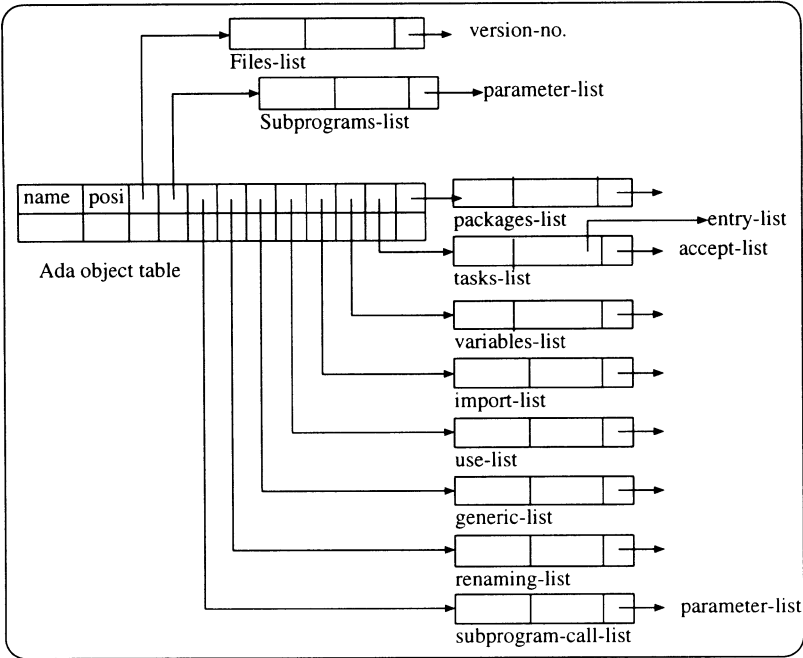 version-no.
Files-list
parameter-list
Subprograms-list
name posi
packages-list
entry-list
Ada object table
accept-list
tasks-list
variables-list
import-list
use-list
generic-list
renaming-list
parameter-list
subprogram-call-list